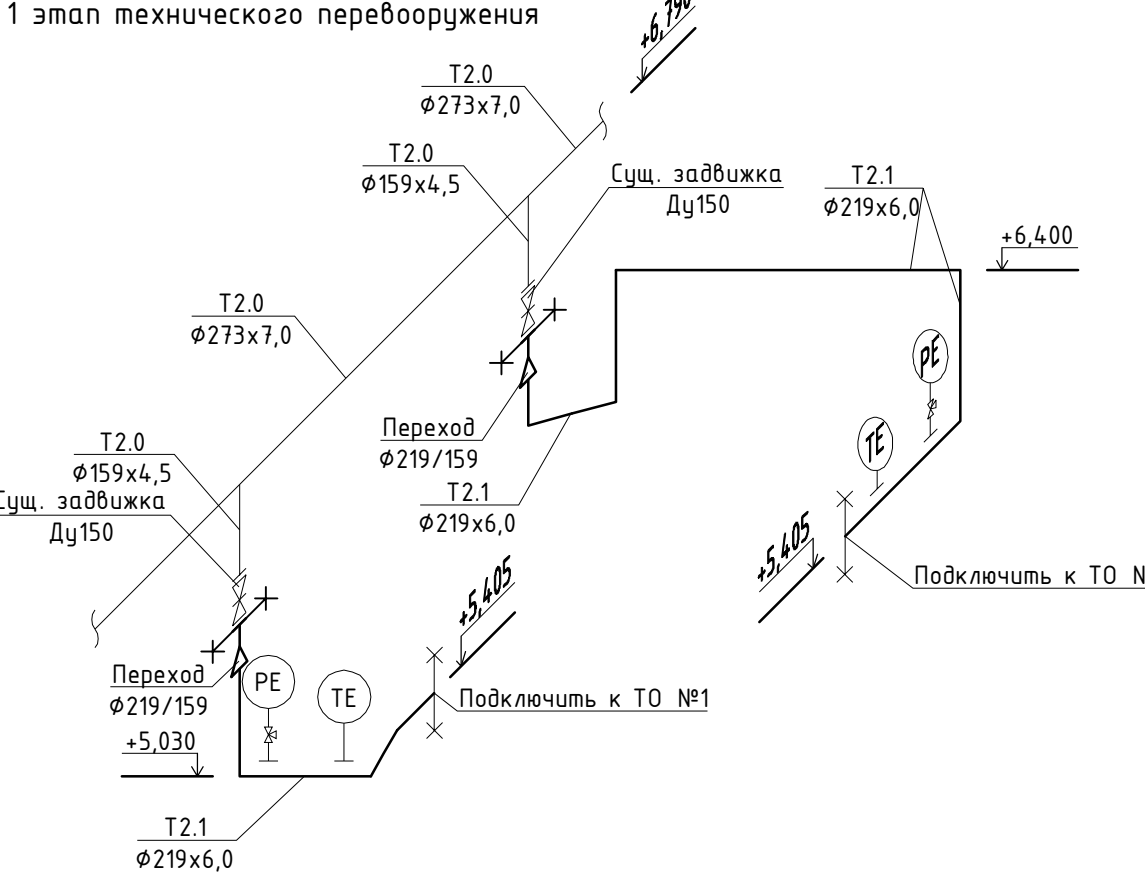 1 этап технического перевооружения
+6,790
Т2.0
Ф273х7,0
Т2.0
Ф159х4,5
Сущ. задвижка
Ду150
Т2.1
Ф219х6,0
+6,400
Т2.0
Ф273х7,0
PE
Переход
Ф219/159
TE
Т2.0
Ф159х4,5
Сущ. задвижка
Ду150
Т2.1
Ф219х6,0
+5,405
+5,405
Подключить к ТО N
Переход
Ф219/159
PE
TE
Подключить к ТО №1
+5,030
Т2.1
Ф219х6,0